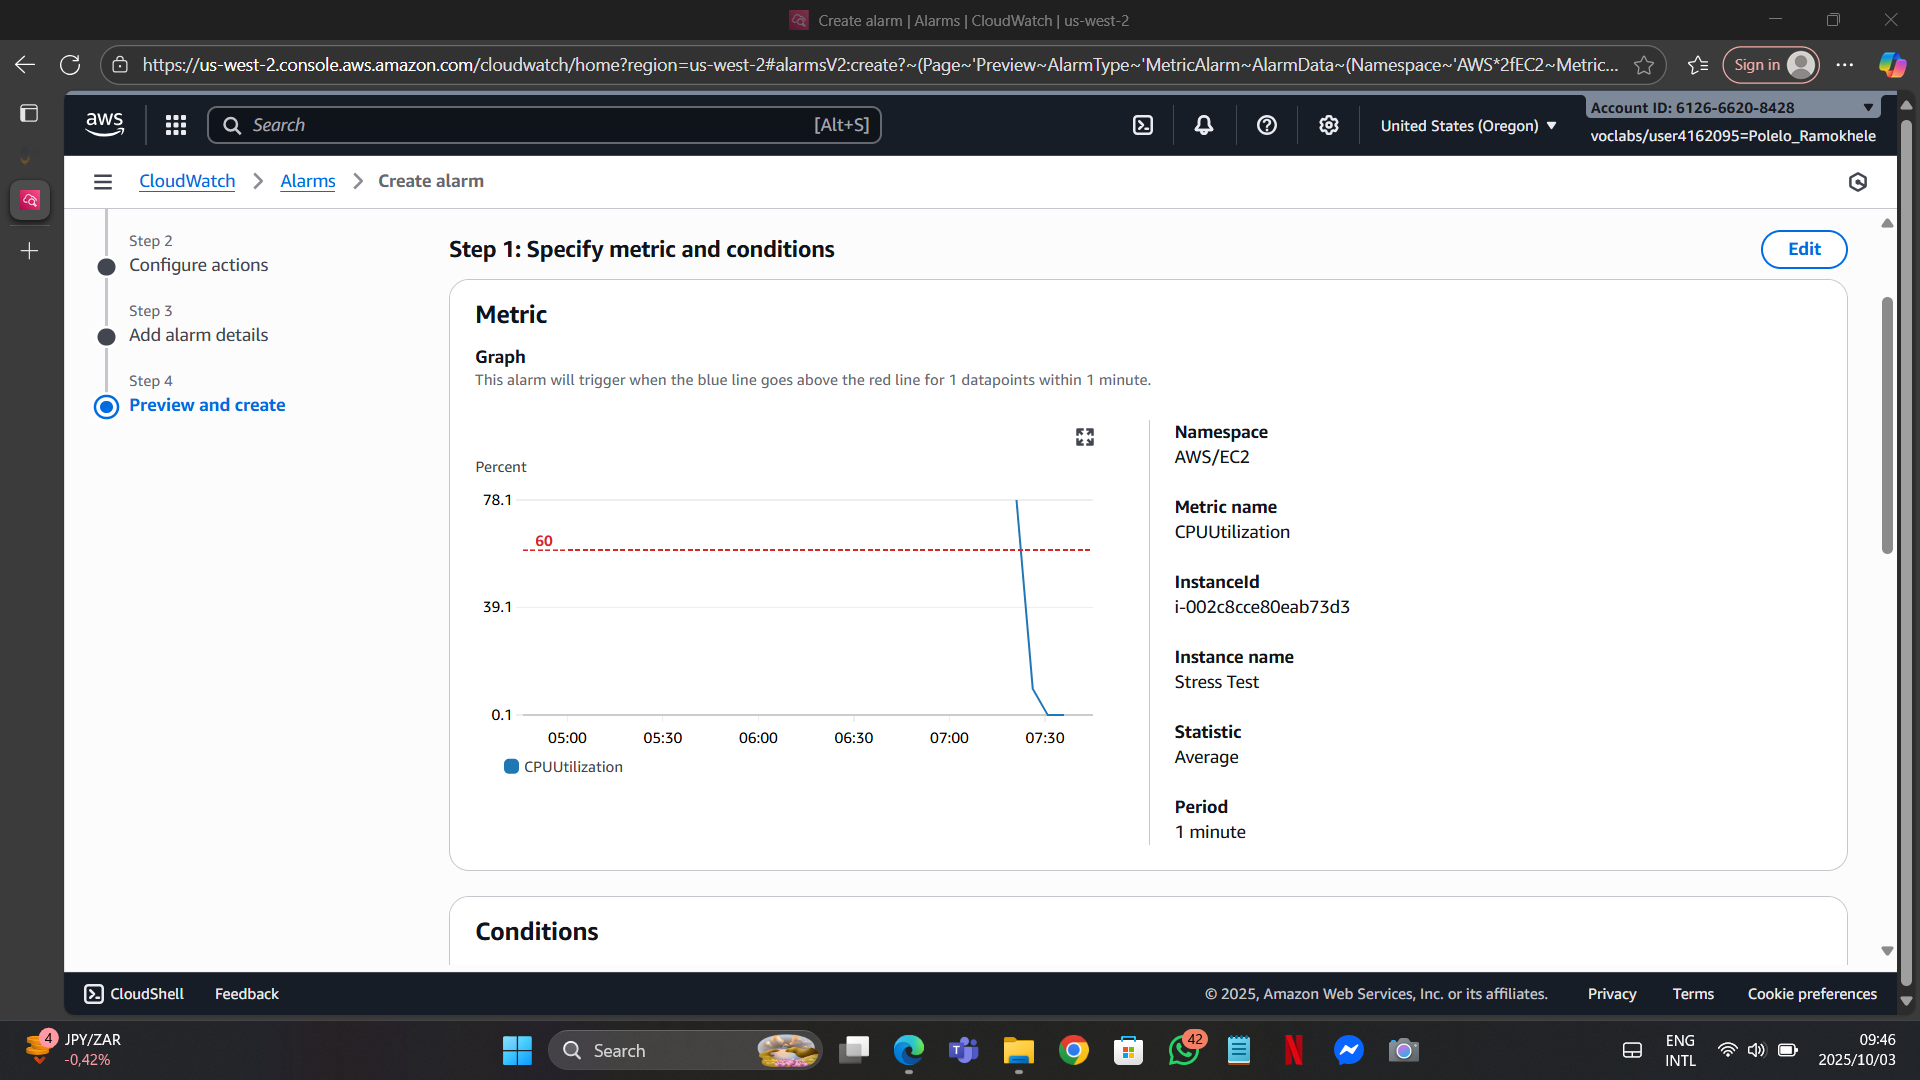 Create alarm | Alarms | CloudWatch | us-west-2
https://us-west-2.console.aws.amazon.com/cloudwatch/home?region=us-west-2#alarmsV2:create?~(Page~'Preview~AlarmType~'MetricAlarm~AlarmData~(Namespace~'AWS*2fEC2~Metric...
Sign in
aws
Search [Alt+S]
United States (Oregon)
Account ID: 6126-6620-8428
voclabs/user4162095=Polelo_Ramokhele
CloudWatch > Alarms > Create alarm
Step 2
Configure actions
Step 3
Add alarm details
Step 4
Preview and create
Step 1: Specify metric and conditions
Edit
Metric
Graph
This alarm will trigger when the blue line goes above the red line for 1 datapoints within 1 minute.
Percent
78.1
60
39.1
0.1
05:00 05:30 06:00 06:30 07:00 07:30
CPUUtilization
Namespace
AWS/EC2
Metric name
CPUUtilization
InstanceId
i-002c8cce80eab73d3
Instance name
Stress Test
Statistic
Average
Period
1 minute
Conditions
CloudShell Feedback
© 2025, Amazon Web Services, Inc. or its affiliates. Privacy Terms Cookie preferences
4
JPY/ZAR
-0,42%
Search
42
ENG
INTL
09:46
2025/10/03